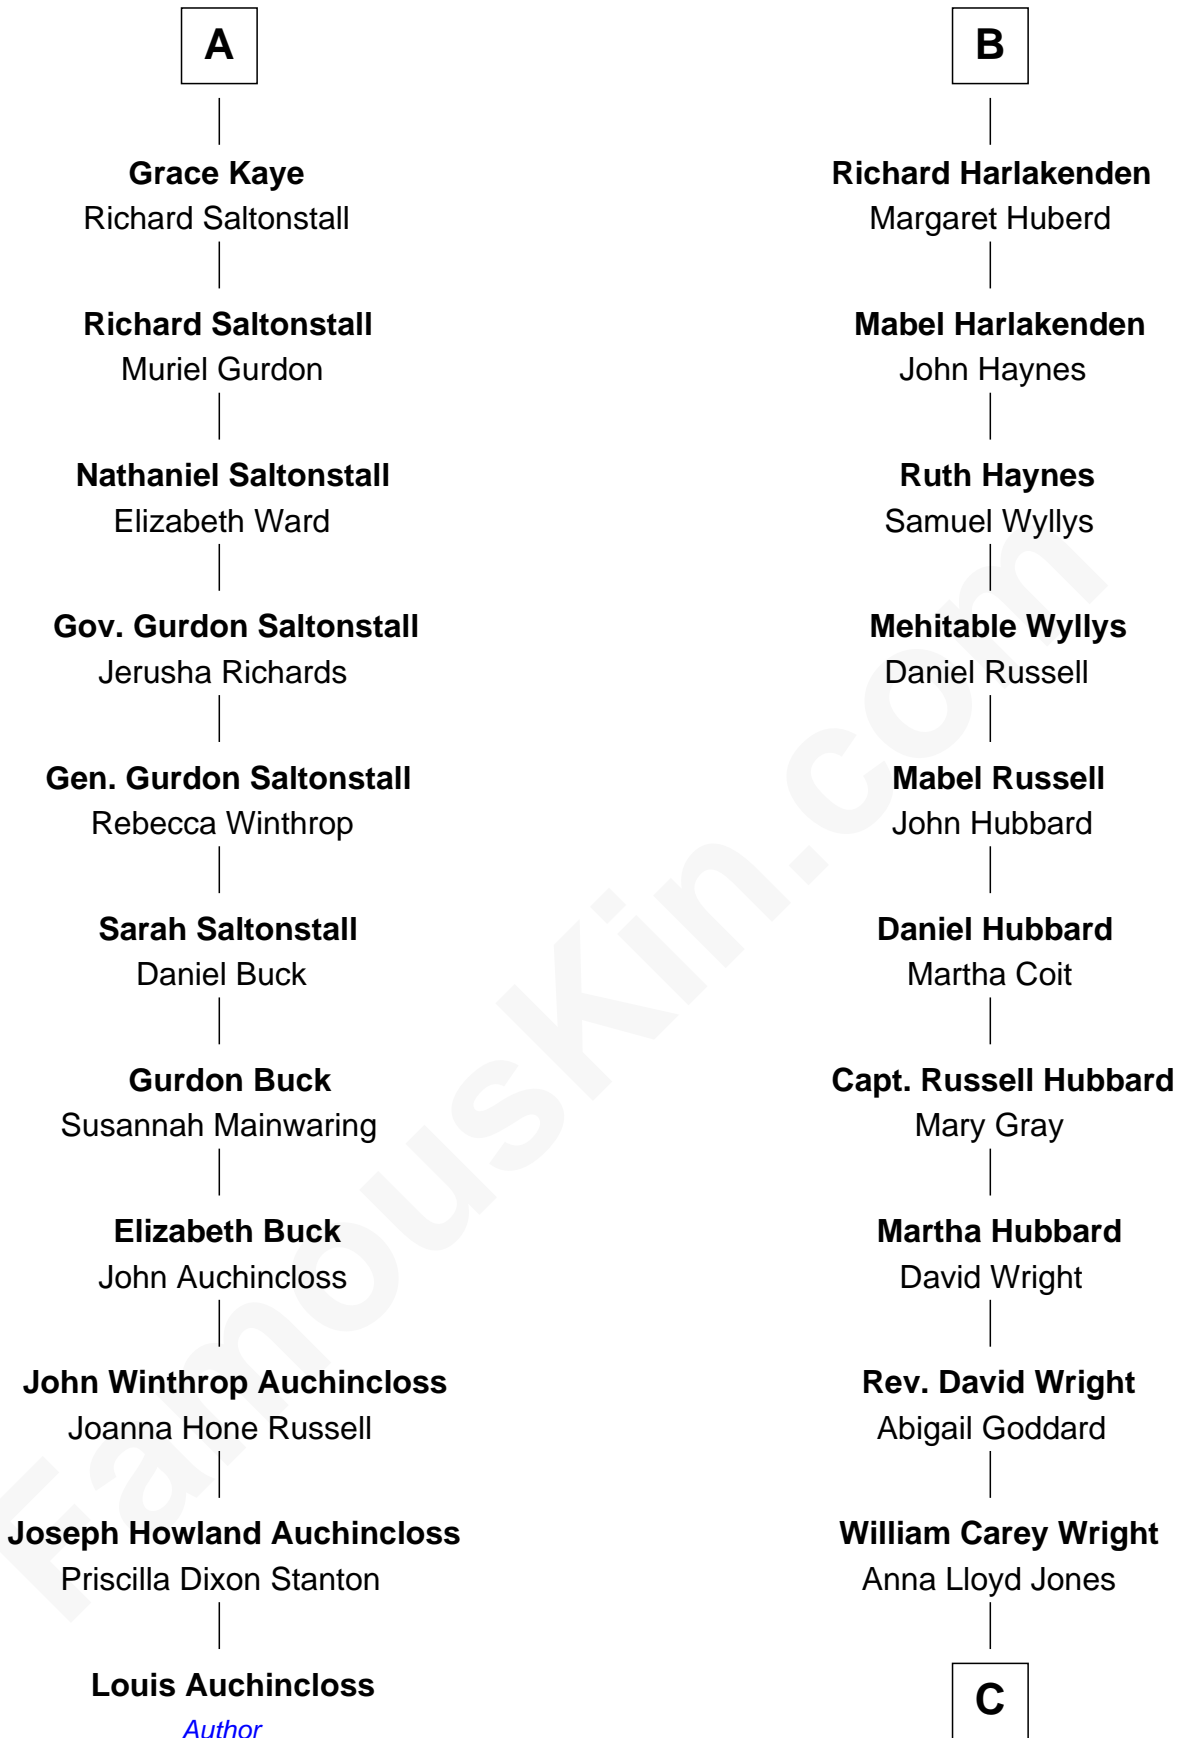 A
Grace Kaye
Richard Saltonstall
Richard Saltonstall
Muriel Gurdon
Nathaniel Saltonstall
Elizabeth Ward
Gov. Gurdon Saltonstall
Jerusha Richards
Gen. Gurdon Saltonstall
Rebecca Winthrop
Sarah Saltonstall
Daniel Buck
Gurdon Buck
Susannah Mainwaring
Elizabeth Buck
John Auchincloss
John Winthrop Auchincloss
Joanna Hone Russell
Joseph Howland Auchincloss
Priscilla Dixon Stanton
Louis Auchincloss
Author
B
Richard Harlakenden
Margaret Huberd
Mabel Harlakenden
John Haynes
Ruth Haynes
Samuel Wyllys
Mehitable Wyllys
Daniel Russell
Mabel Russell
John Hubbard
Daniel Hubbard
Martha Coit
Capt. Russell Hubbard
Mary Gray
Martha Hubbard
David Wright
Rev. David Wright
Abigail Goddard
William Carey Wright
Anna Lloyd Jones
C
FamousKin.com